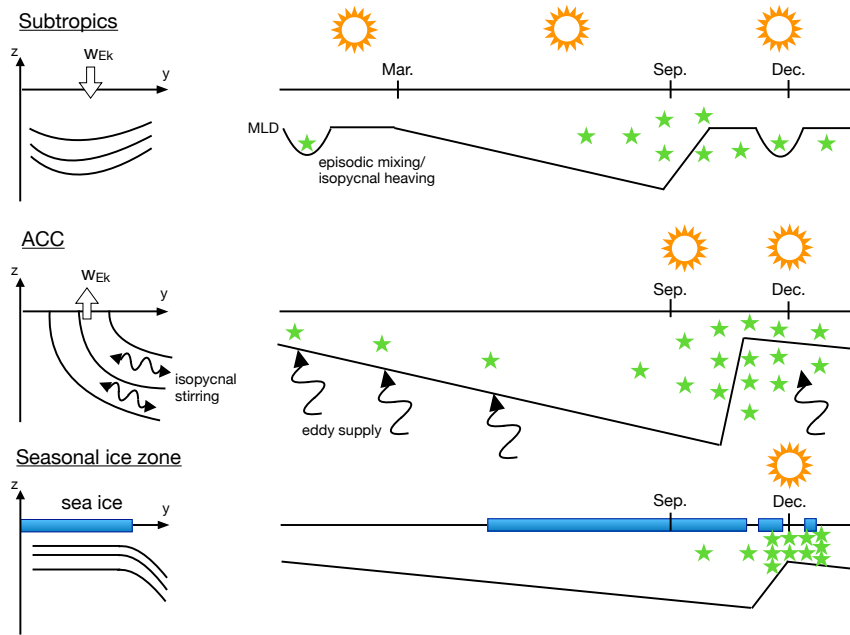 Subtropics
z
wEk
y
Mar.
Sep.
Dec.
MLD
episodic mixing/
isopycnal heaving
ACC
z
wEk
y
isopycnal
stirring
Sep.
Dec.
eddy supply
Seasonal ice zone
z
sea ice
y
Sep.
Dec.